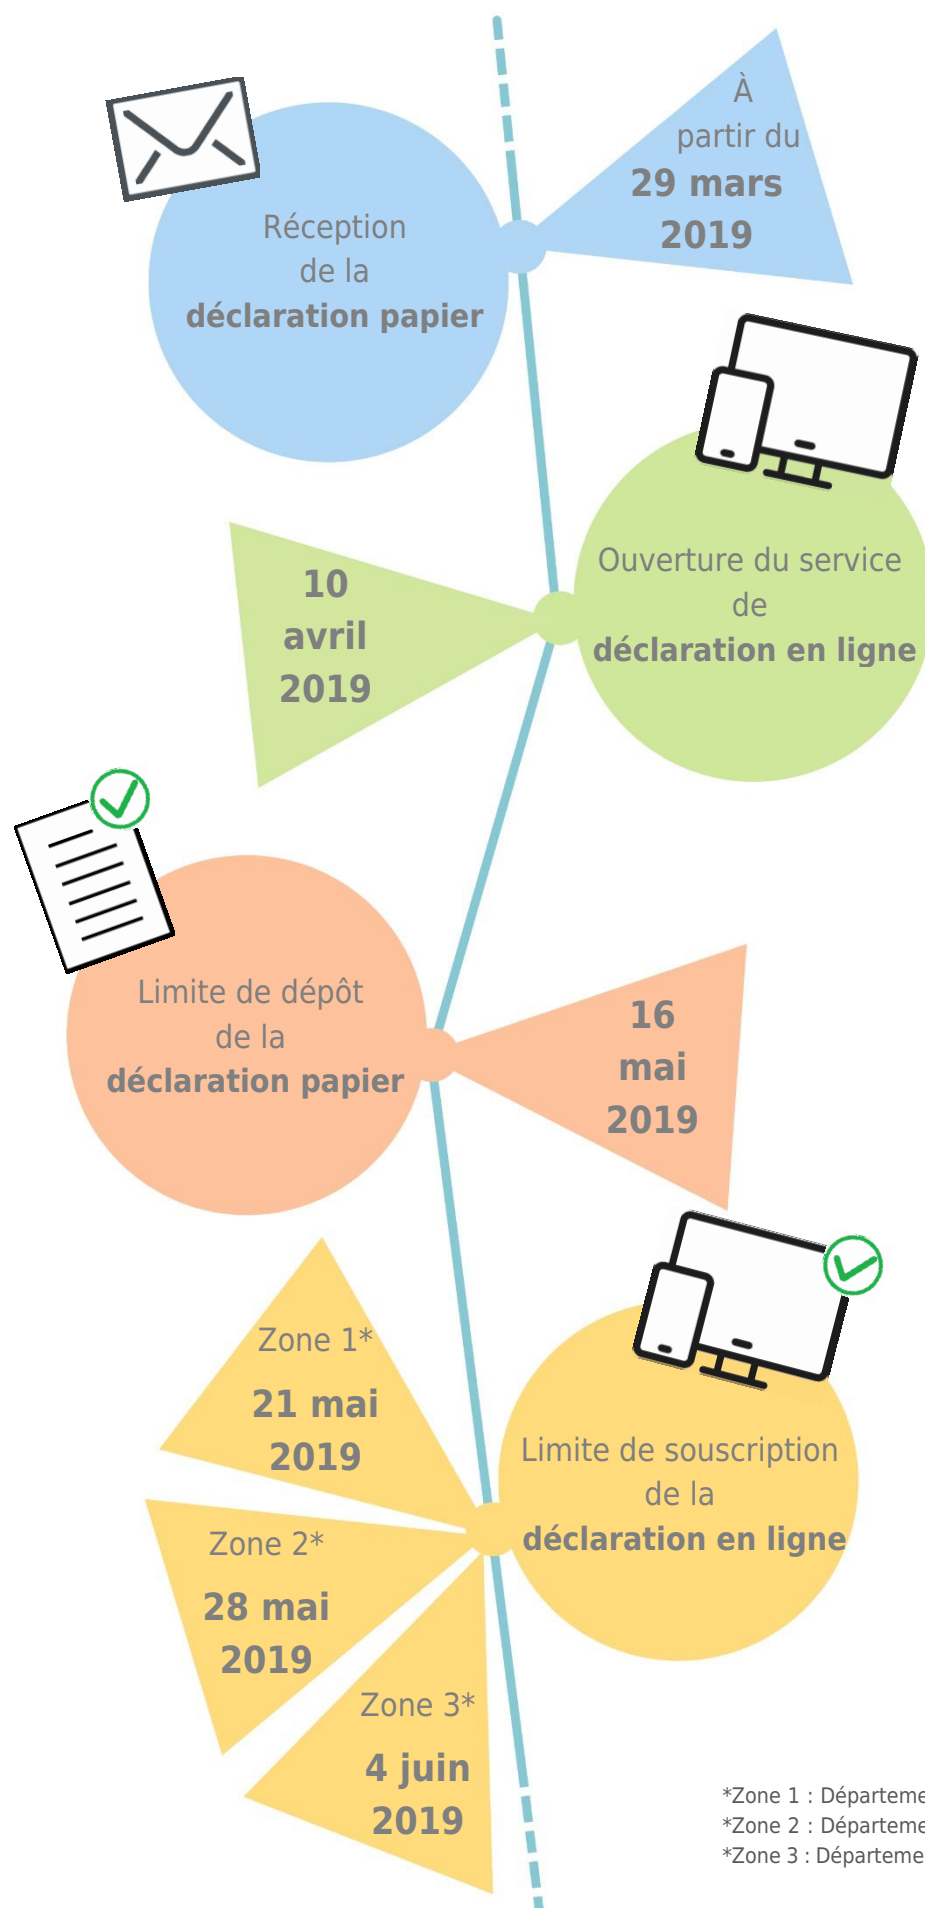 Réception
de la
déclaration papier
À
partir du
29 mars
2019
Ouverture du service
de
déclaration en ligne
10
avril
2019
Limite de dépôt
de la
déclaration papier
16
mai
2019
Limite de souscription
de la
déclaration en ligne
Zone 1*
21 mai
2019
Zone 2*
28 mai
2019
Zone 3*
4 juin
2019
*Zone 1 :
*Zone 2 :
*Zone 3 :